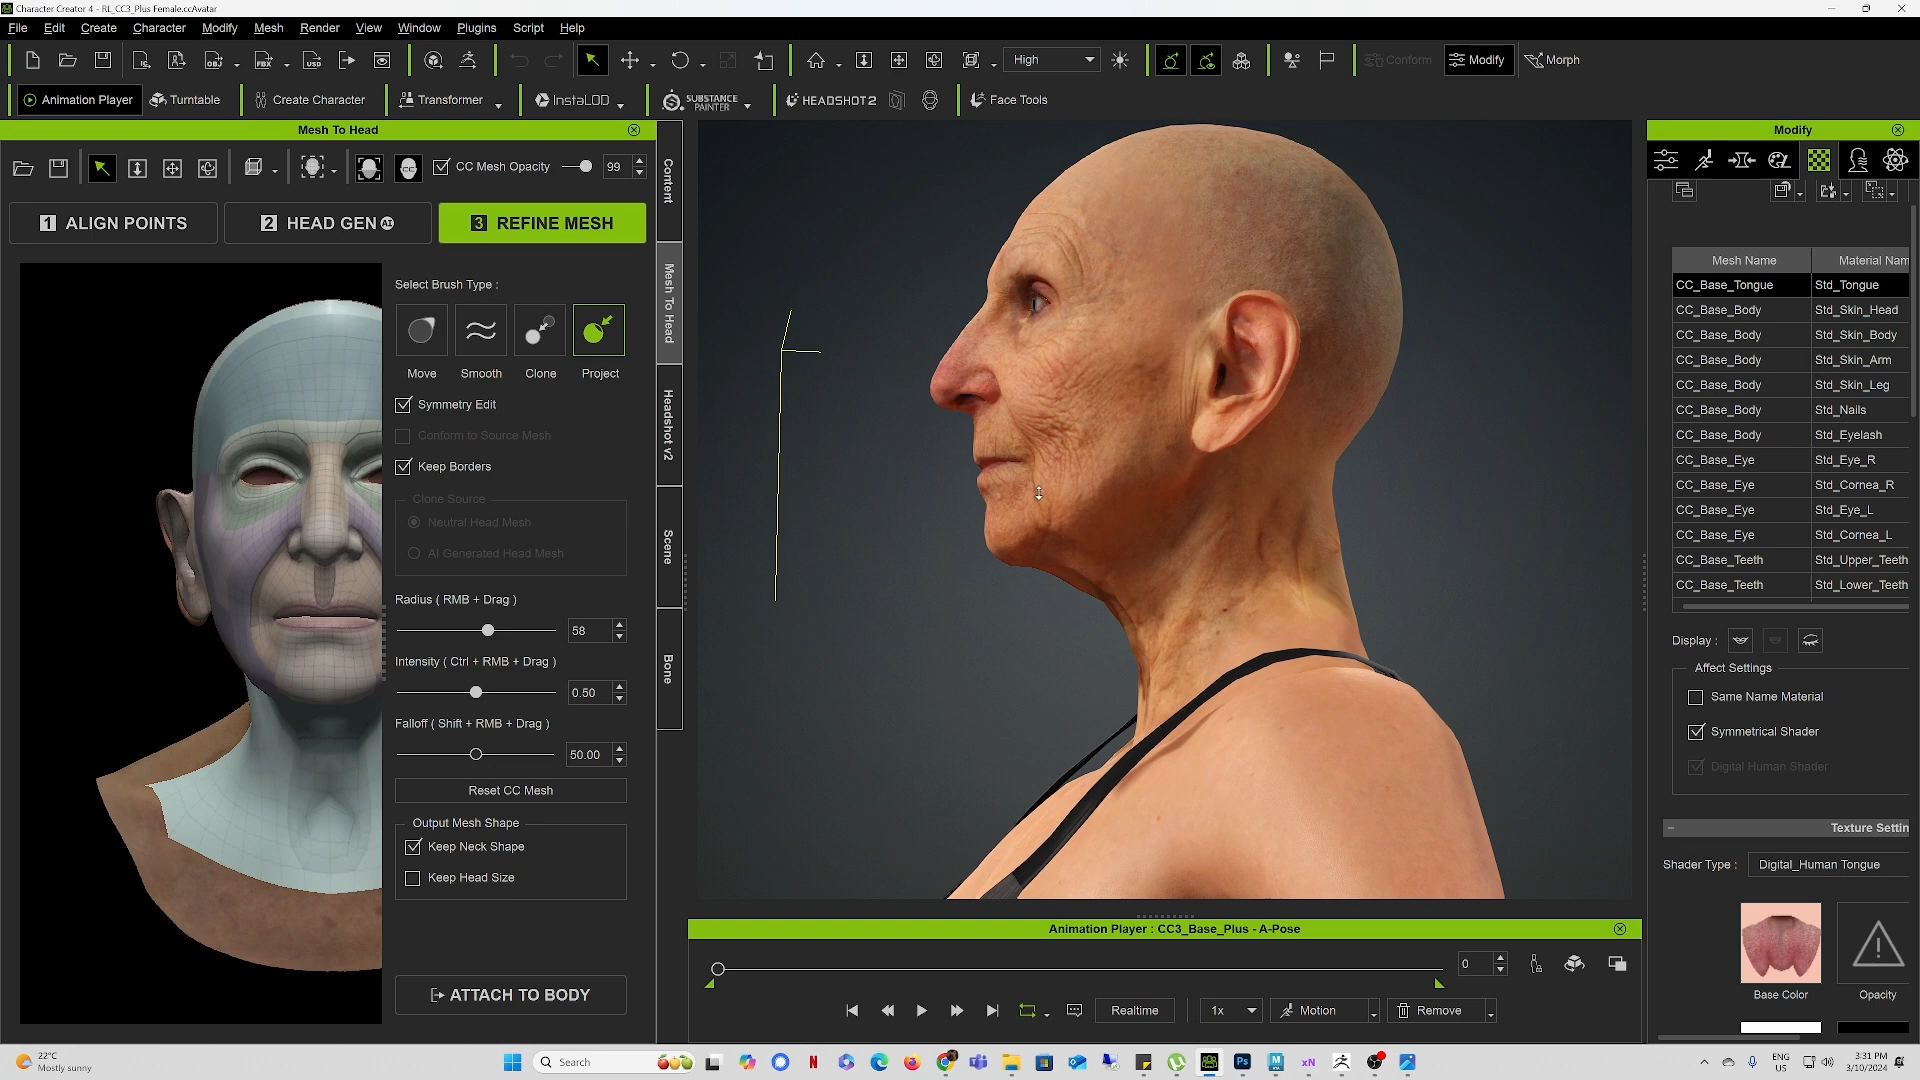 Character Creator 4 - RL_CC3_Plus Female.ccAvatar
File Edit Create Character Modify Mesh Render View Window Plugins Script Help
High Conform Modify Morph
Animation Player Turntable Create Character Transformer InstaLOD SUBSTANCE PAINTER HEADSHOT 2 Face Tools
Mesh To Head
CC Mesh Opacity 99
1 ALIGN POINTS 2 HEAD GEN AI 3 REFINE MESH
Select Brush Type :
Move Smooth Clone Project
Symmetry Edit
Conform to Source Mesh
Keep Borders
Clone Source
Neutral Head Mesh
AI Generated Head Mesh
Radius ( RMB + Drag )
58
Intensity ( Ctrl + RMB + Drag )
0.50
Falloff ( Shift + RMB + Drag )
50.00
Reset CC Mesh
Output Mesh Shape
Keep Neck Shape
Keep Head Size
ATTACH TO BODY
Content
Mesh To Head
Headshot v2
Scene
Bone
Animation Player : CC3_Base_Plus - A-Pose
0
Realtime 1x Motion Remove
Modify
Mesh Name Material Nam
CC_Base_Tongue Std_Tongue
CC_Base_Body Std_Skin_Head
CC_Base_Body Std_Skin_Body
CC_Base_Body Std_Skin_Arm
CC_Base_Body Std_Skin_Leg
CC_Base_Body Std_Nails
CC_Base_Body Std_Eyelash
CC_Base_Eye Std_Eye_R
CC_Base_Eye Std_Cornea_R
CC_Base_Eye Std_Eye_L
CC_Base_Eye Std_Cornea_L
CC_Base_Teeth Std_Upper_Teeth
CC_Base_Teeth Std_Lower_Teeth
Display :
Affect Settings
Same Name Material
Symmetrical Shader
Digital Human Shader
Texture Settin
Shader Type : Digital_Human Tongue
Base Color Opacity
22°C
Mostly sunny
Search
ENG
US
3:31 PM
3/10/2024